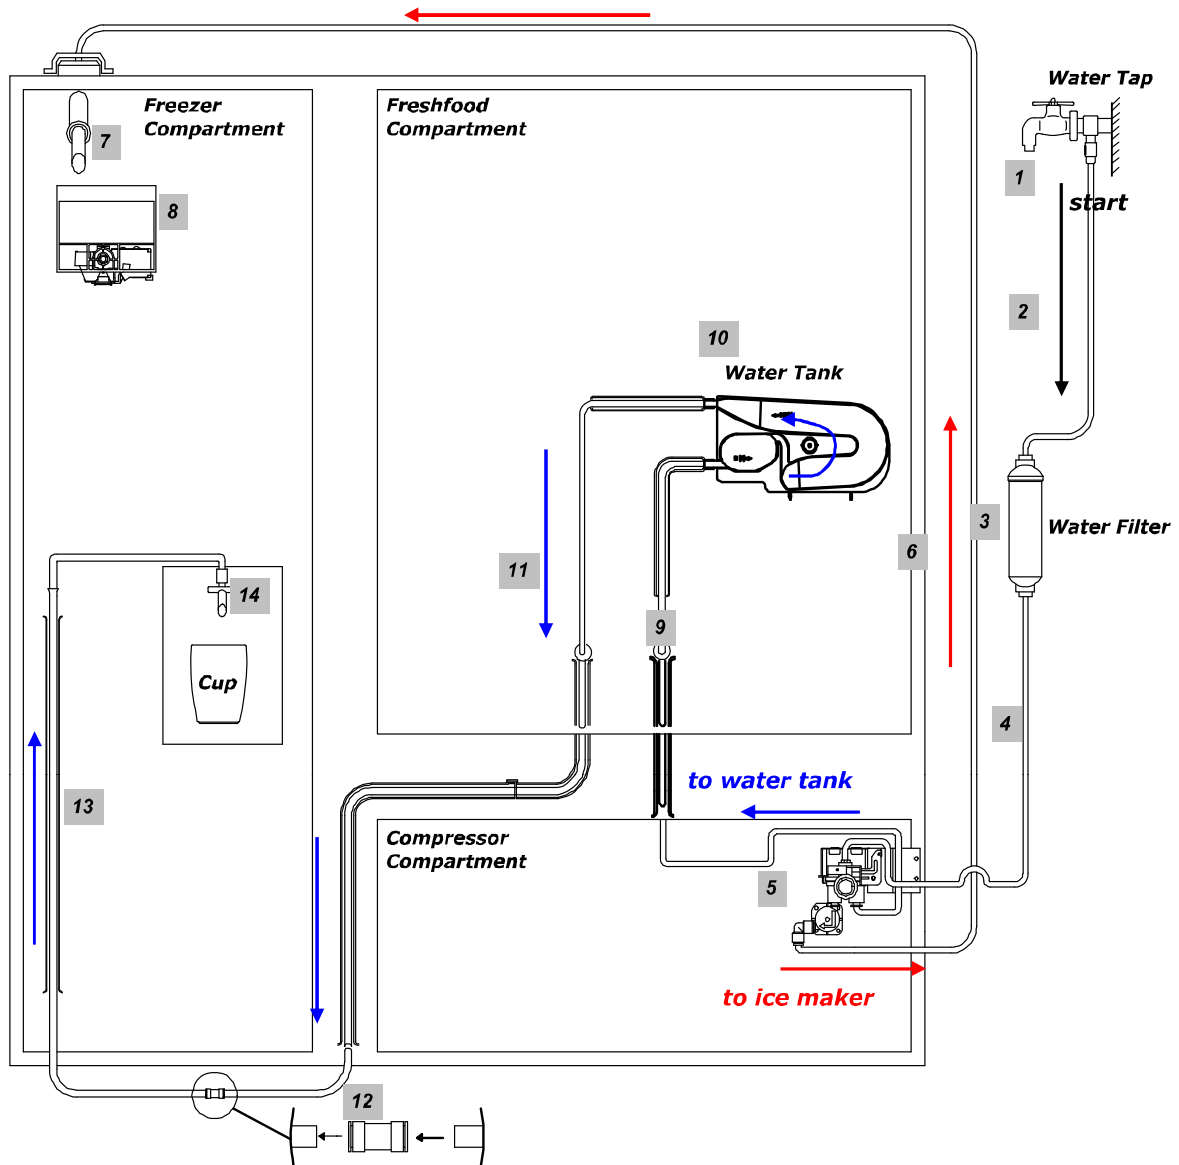 Water Tap
Freezer
Compartment
Freshfood
Compartment
7
1
start
8
2
10
Water Tank
3
Water Filter
6
11
14
9
Cup
4
to water tank
13
Compressor
Compartment
5
to ice maker
12